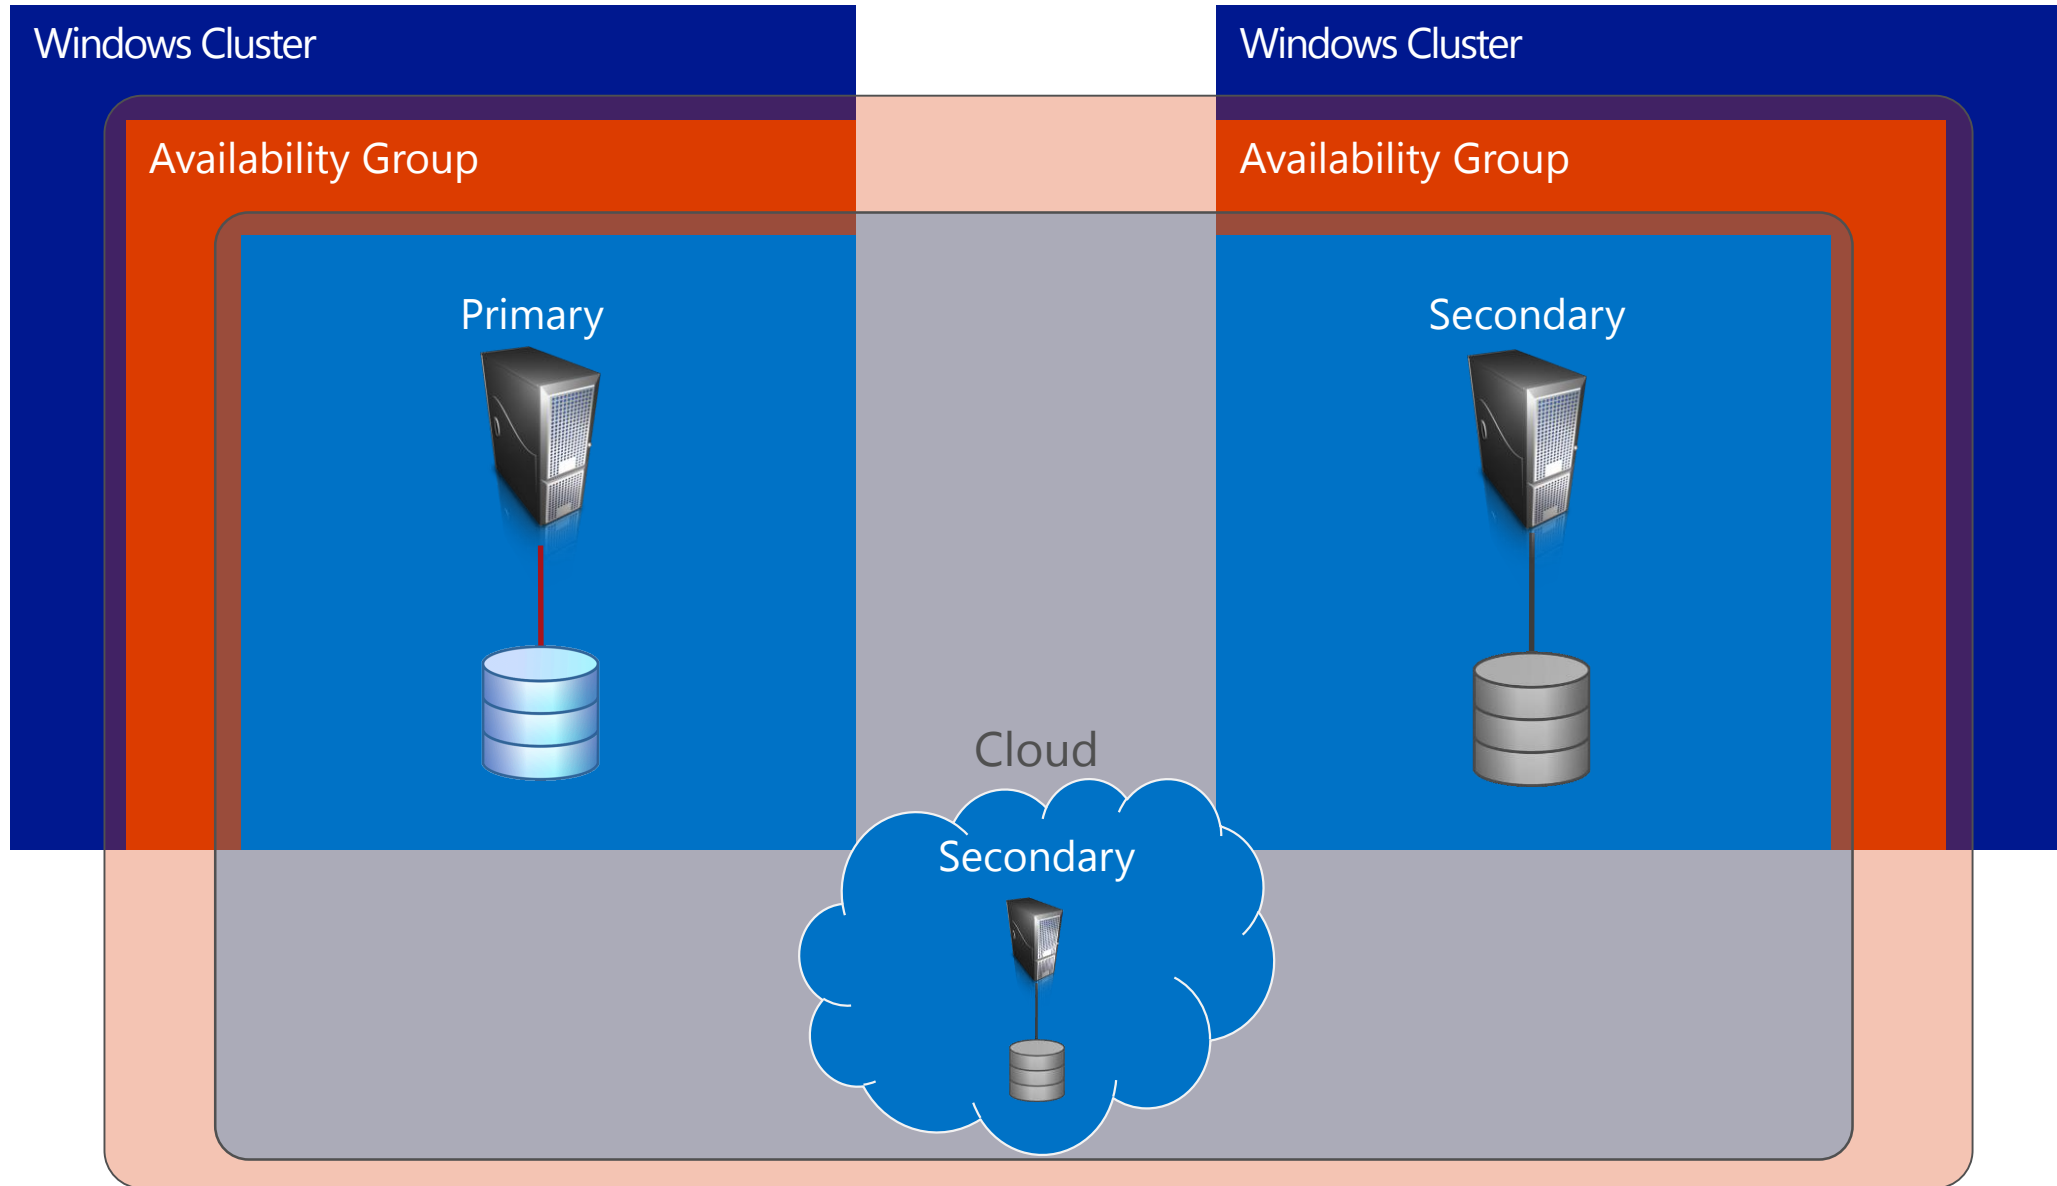 Windows Cluster
Windows Cluster
Availability Group
Availability Group
Primary
Secondary
Cloud
Secondary